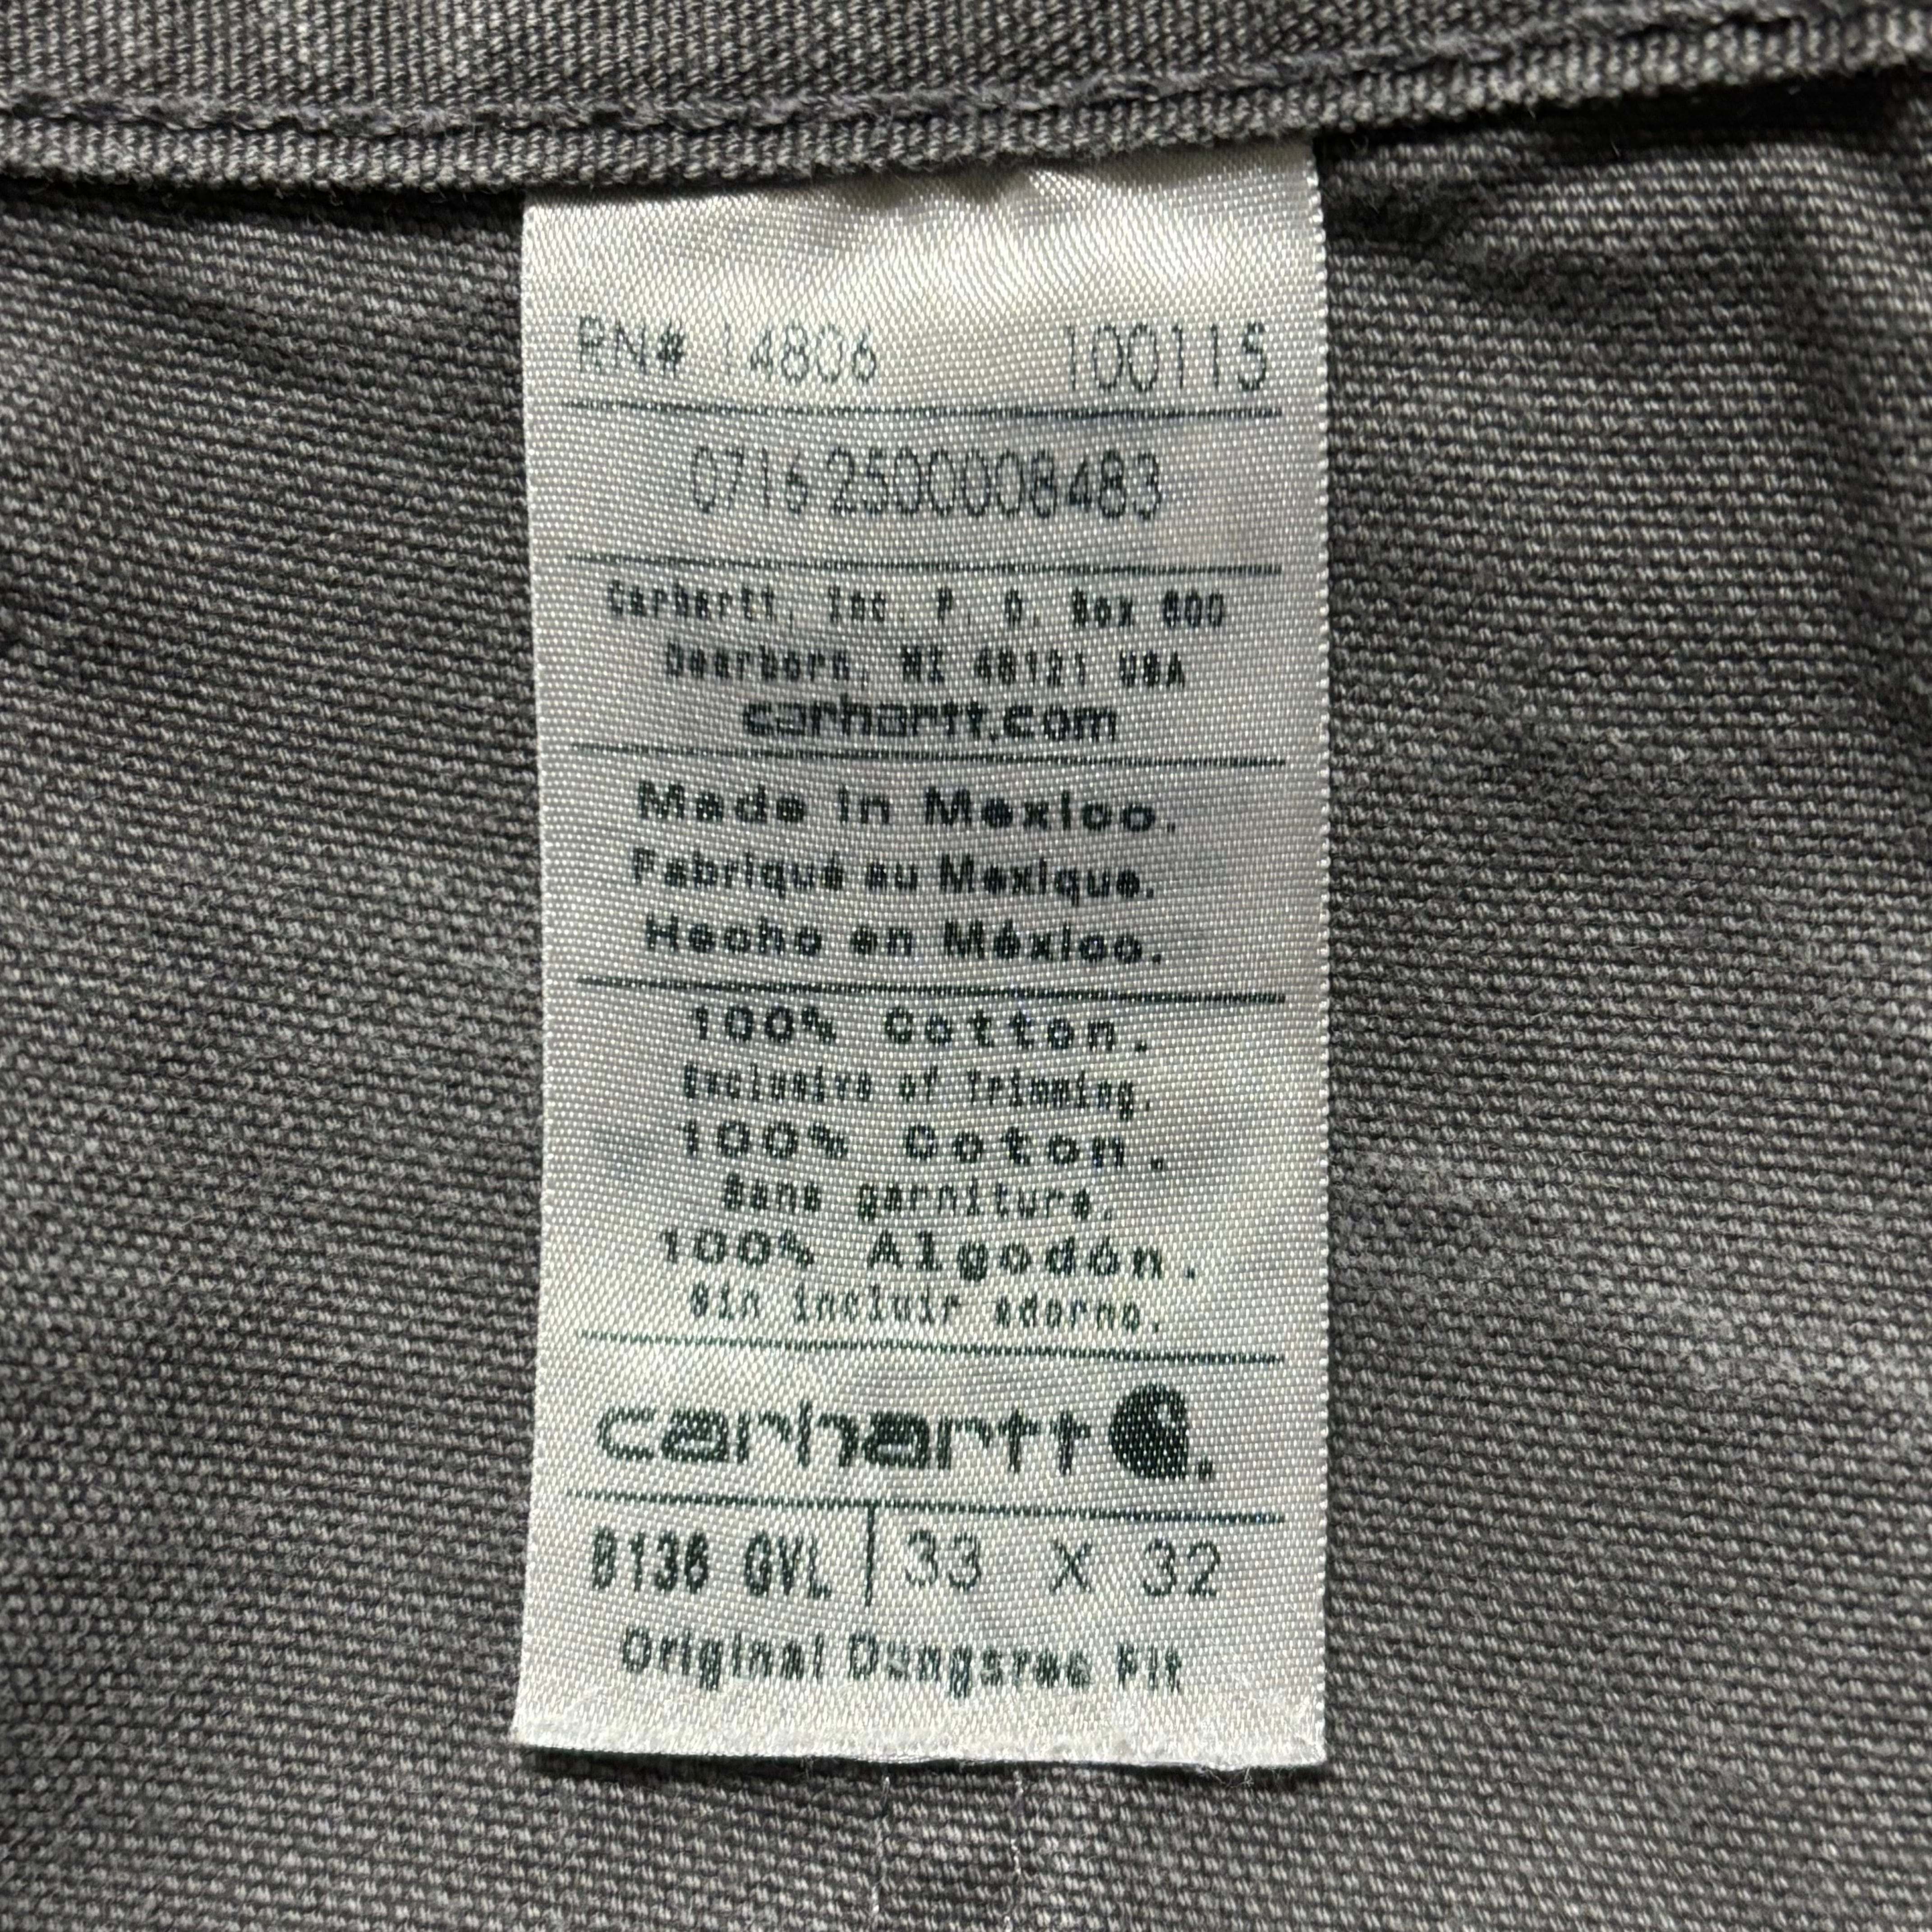 RN# 14806 100115
07162500008483
Carhartt, Inc. P. O. Box 600
Dearborn, MI 48121 USA
carhartt.com
Made in Mexico.
Fabriqué au Mexique.
Hecho en México.
100% Cotton.
Exclusive of Trimming.
100% Coton.
Sans garniture.
100% Algodón.
Sin incluir adorno.
carhartt
B136 GVL 33 X 32
Original Dungaree Fit